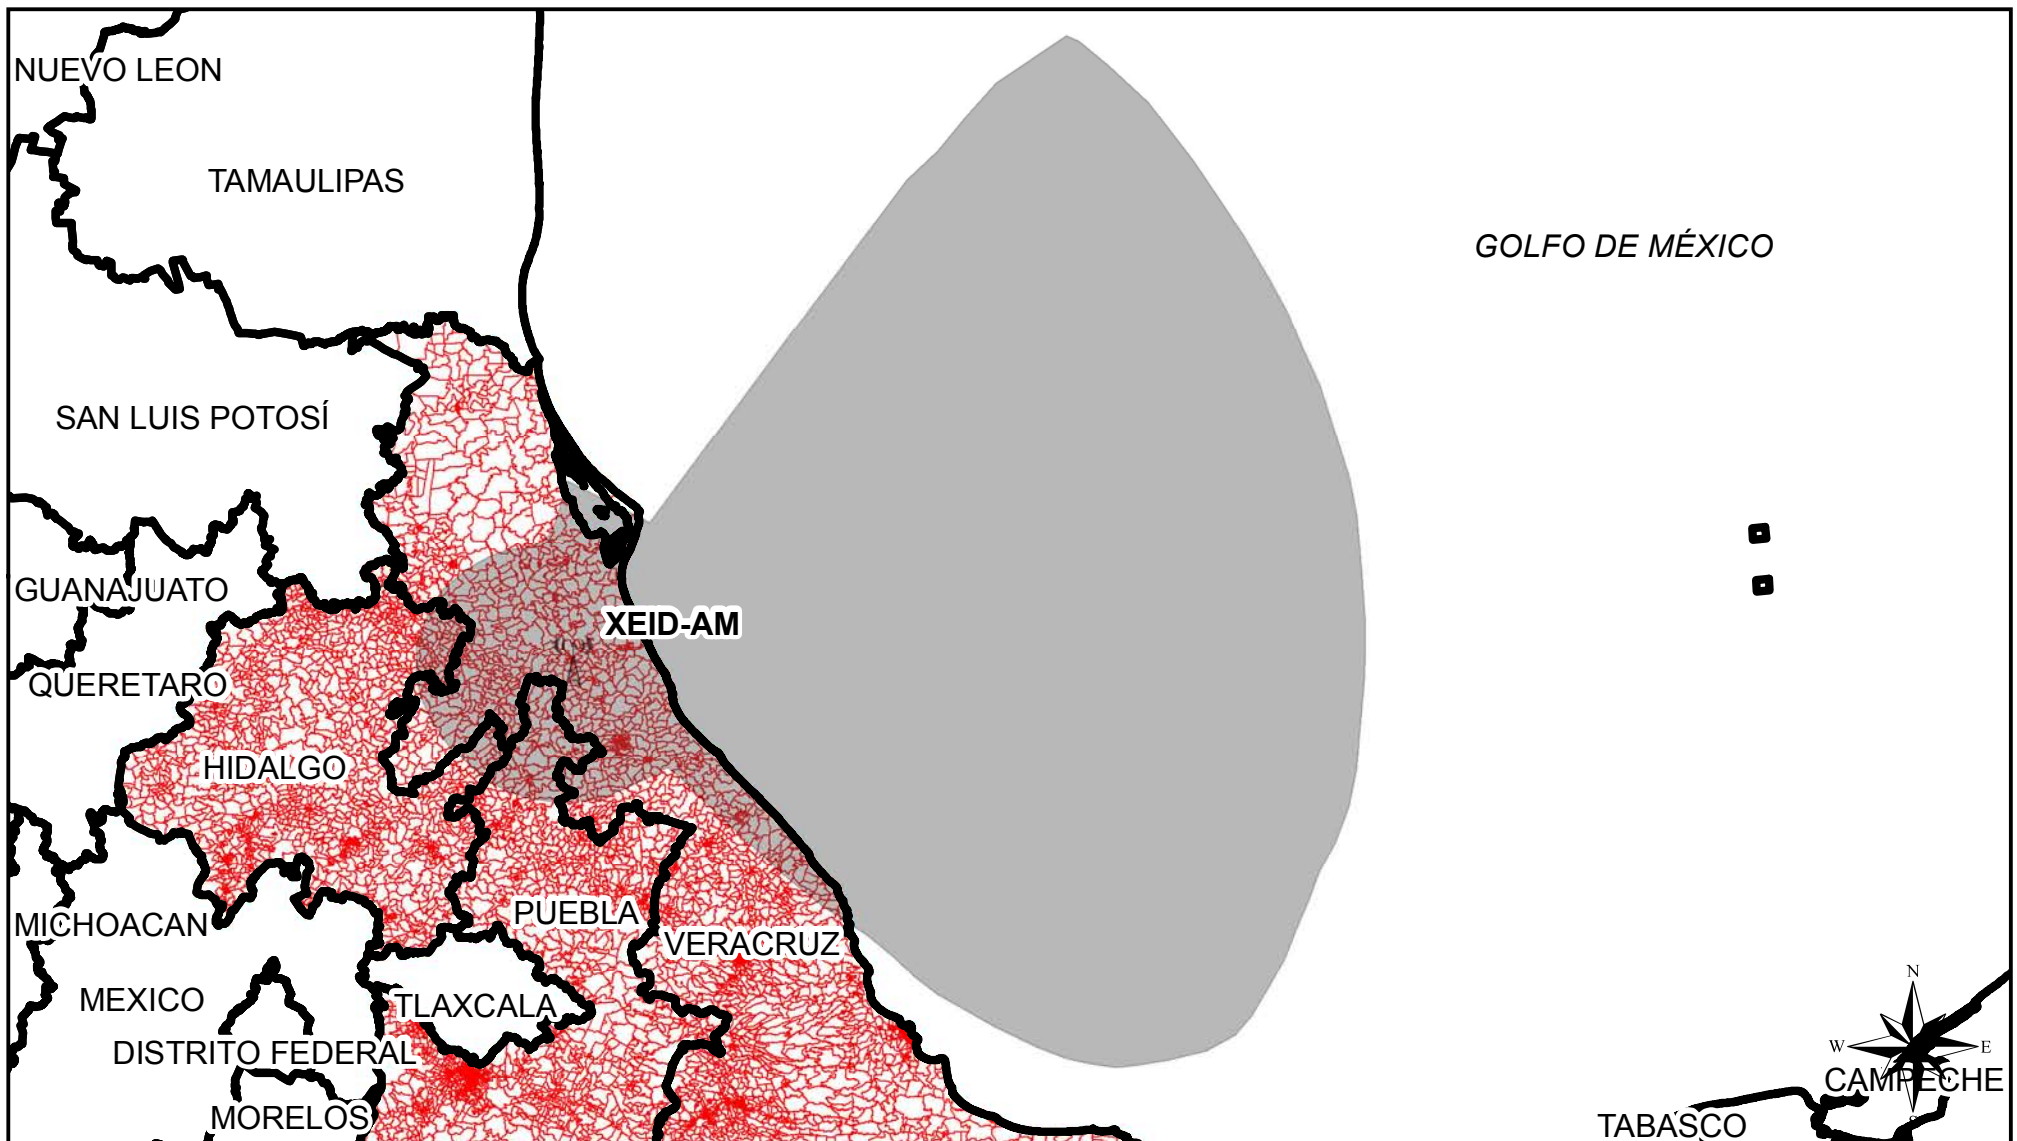 NUEVO LEON
TAMAULIPAS
GOLFO DE MÉXICO
SAN LUIS POTOSÍ
GUANAJUATO
XEID-AM
QUERETARO
HIDALGO
PUEBLA
MICHOACAN
VERACRUZ
N
MEXICO
TLAXCALA
W
E
DISTRITO FEDERAL
CAMPECHE
S
MORELOS
TABASCO